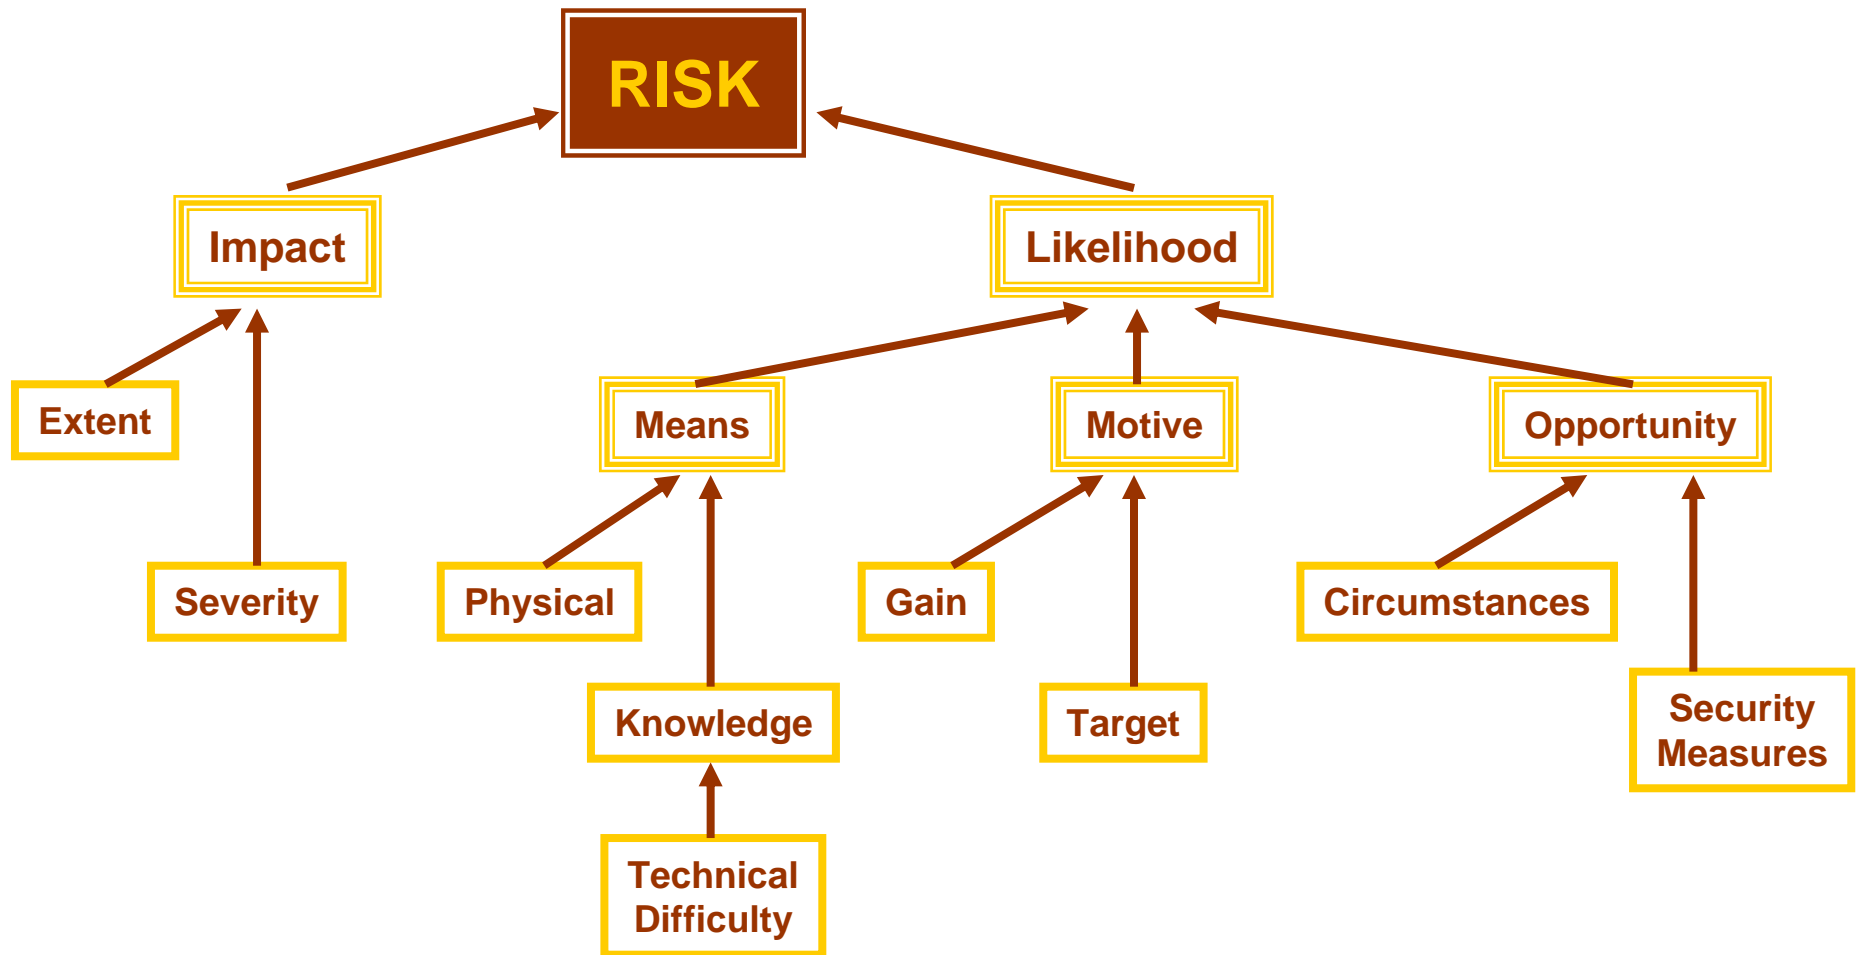 RISK
Impact
Likelihood
Extent
Means
Motive
Opportunity
Severity
Physical
Gain
Circumstances
Knowledge
Target
Security
Measures
Technical
Difficulty